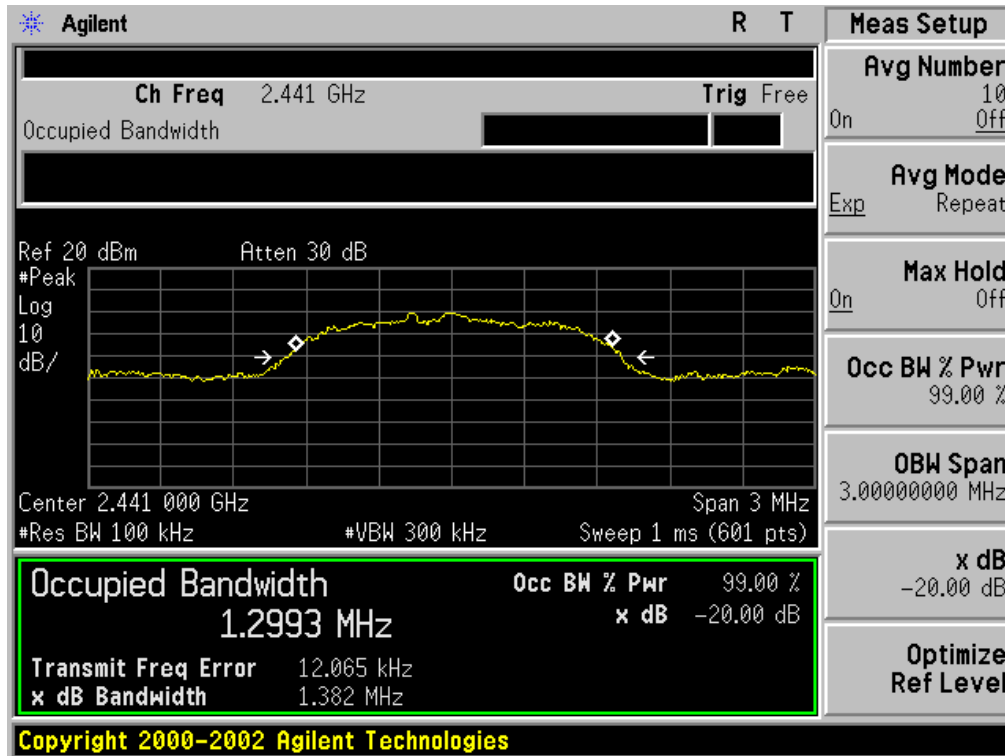 Agilent R T Meas Setup
Ch Freq 2.441 GHz Trig Free
Occupied Bandwidth
Ref 20 dBm Atten 30 dB
#Peak
Log
10
dB/
Center 2.441 000 GHz Span 3 MHz
#Res BW 100 kHz #VBW 300 kHz Sweep 1 ms (601 pts)
Occupied Bandwidth
1.2993 MHz
Occ BW % Pwr 99.00 %
x dB -20.00 dB
Transmit Freq Error 12.065 kHz
x dB Bandwidth 1.382 MHz
Avg Number
10
On Off
Avg Mode
Exp Repeat
Max Hold
On Off
Occ BW % Pwr
99.00 %
OBW Span
3.00000000 MHz
x dB
-20.00 dB
Optimize
Ref Level
Copyright 2000-2002 Agilent Technologies